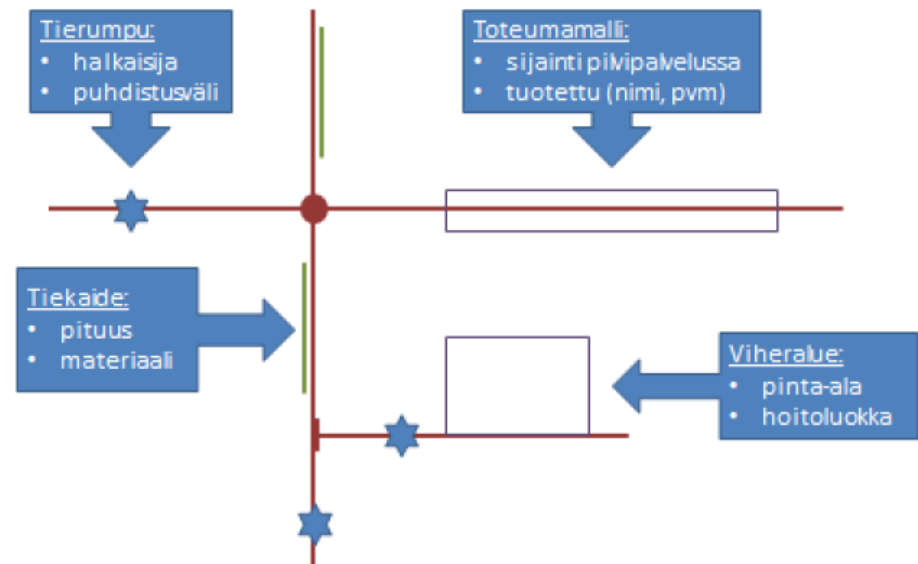 Tierumpu:
• halkaisija
• puhdistusväli
Toteumamalli:
• sijainti pilvipalvelussa
• tuotettu (nimi, pvm)
Tiekaide:
• pituus
• materiaali
Viheralue:
• pinta-ala
• hoitoluokka